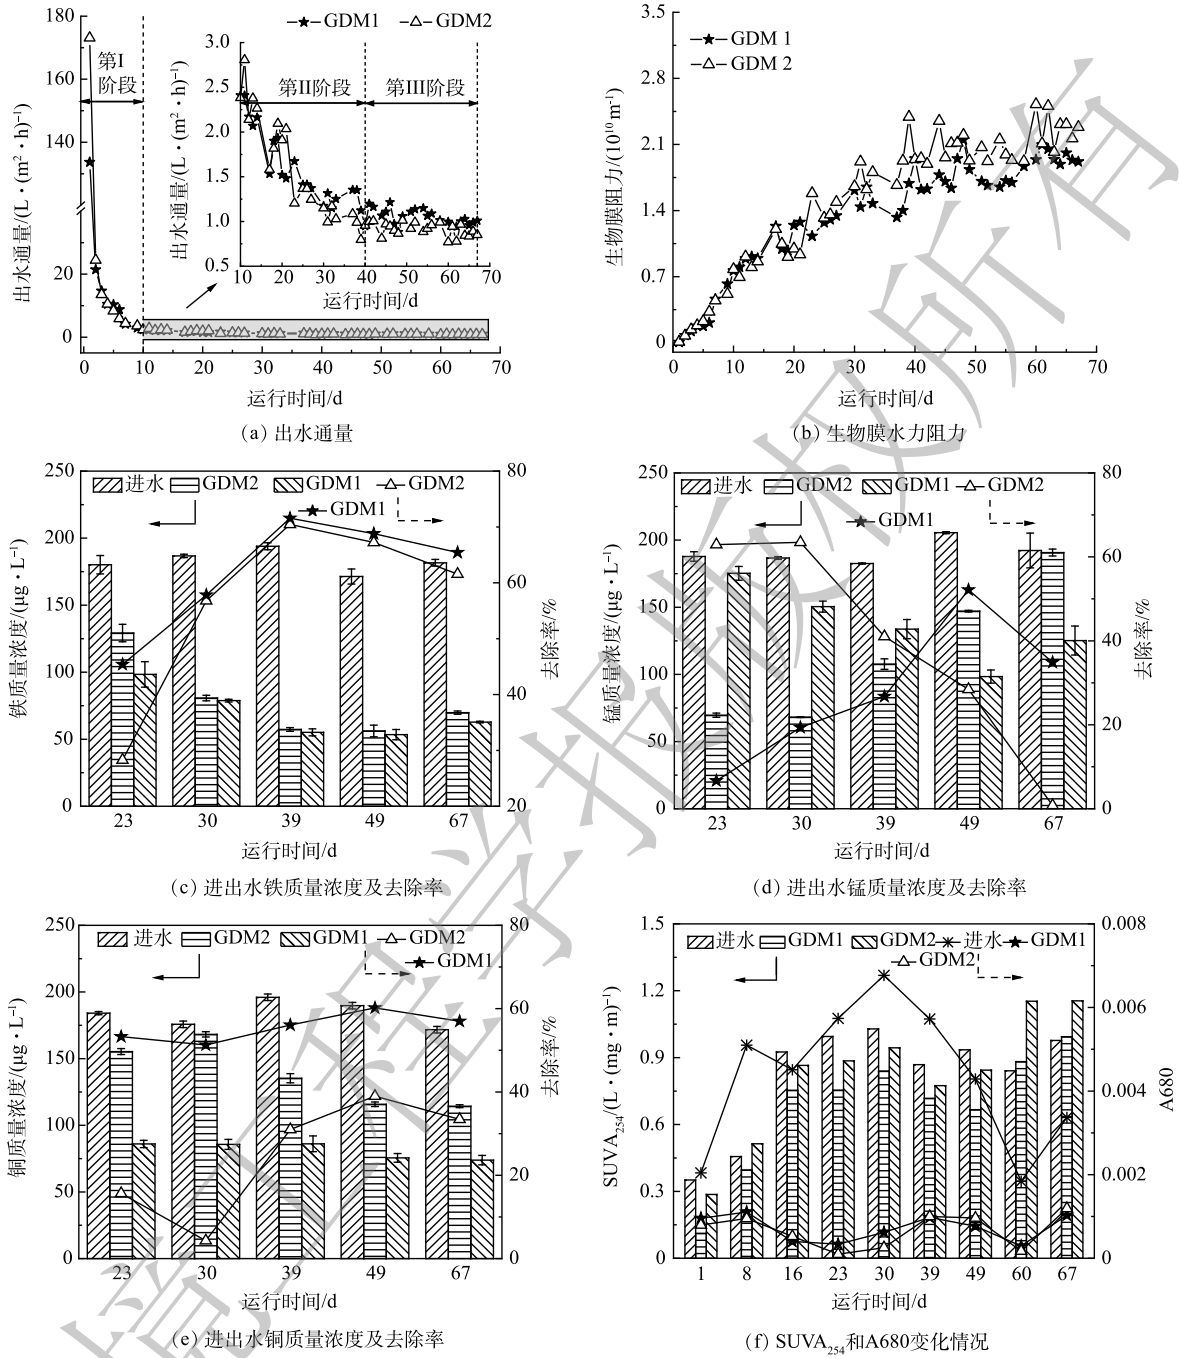 GDM1 GDM2
第I
阶段
第II阶段 第III阶段
3.0
2.5
2.0
1.5
1.0
0.5
10 20 30 40 50 60 70
运行时间/d
出水通量/(L·(m²·h)⁻¹)
180
160
140
20
0
0 10 20 30 40 50 60 70
运行时间/d
出水通量/(L·(m²·h)⁻¹)
(a) 出水通量
GDM 1
GDM 2
3.5
2.8
2.1
1.4
0.7
0
0 10 20 30 40 50 60 70
运行时间/d
生物膜阻力/(10¹⁰ m⁻¹)
(b) 生物膜水力阻力
进水 GDM2 GDM1 GDM2
GDM1
250
200
150
100
50
0
80
60
40
20
23 30 39 49 67
运行时间/d
铁质量浓度/(μg·L⁻¹)
去除率/%
(c) 进出水铁质量浓度及去除率
进水 GDM2 GDM1 GDM2
GDM1
250
200
150
100
50
0
80
60
40
20
0
23 30 39 49 67
运行时间/d
锰质量浓度/(μg·L⁻¹)
去除率/%
(d) 进出水锰质量浓度及去除率
进水 GDM2 GDM1 GDM2
GDM1
250
200
150
100
50
0
80
60
40
20
0
23 30 39 49 67
运行时间/d
铜质量浓度/(μg·L⁻¹)
去除率/%
(e) 进出水铜质量浓度及去除率
进水 GDM1 GDM2 进水 GDM1
GDM2
1.5
1.2
0.9
0.6
0.3
0
0.008
0.006
0.004
0.002
0
1 8 16 23 30 39 49 60 67
运行时间/d
SUVA₂₅₄/(L·(mg·m)⁻¹)
A680
(f) SUVA₂₅₄和A680变化情况
境工程学报版权所有